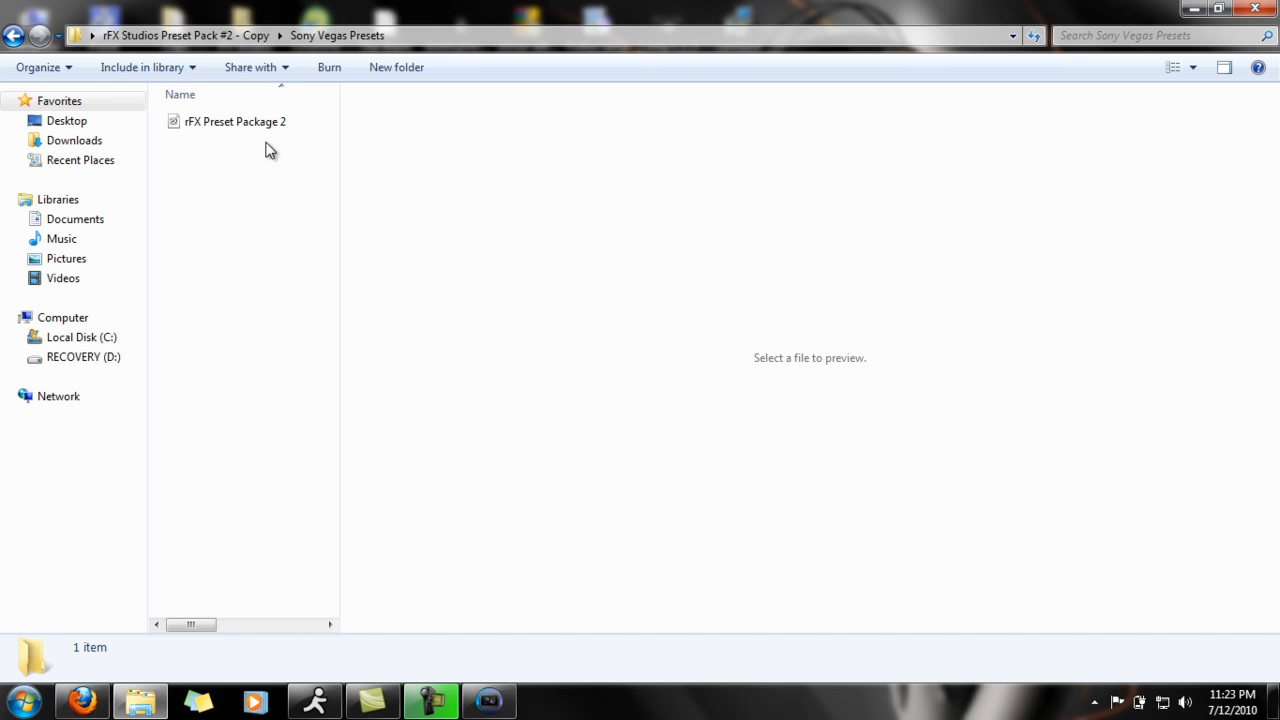 rFX Studios Preset Pack #2 - Copy Sony Vegas Presets Search Sony Vegas Presets
Organize Include in library Share with Burn New folder
Name
Favorites
Desktop
Downloads
Recent Places
Libraries
Documents
Music
Pictures
Videos
Computer
Local Disk (C:)
RECOVERY (D:)
Network
rFX Preset Package 2
Select a file to preview.
1 item
11:23 PM
7/12/2010